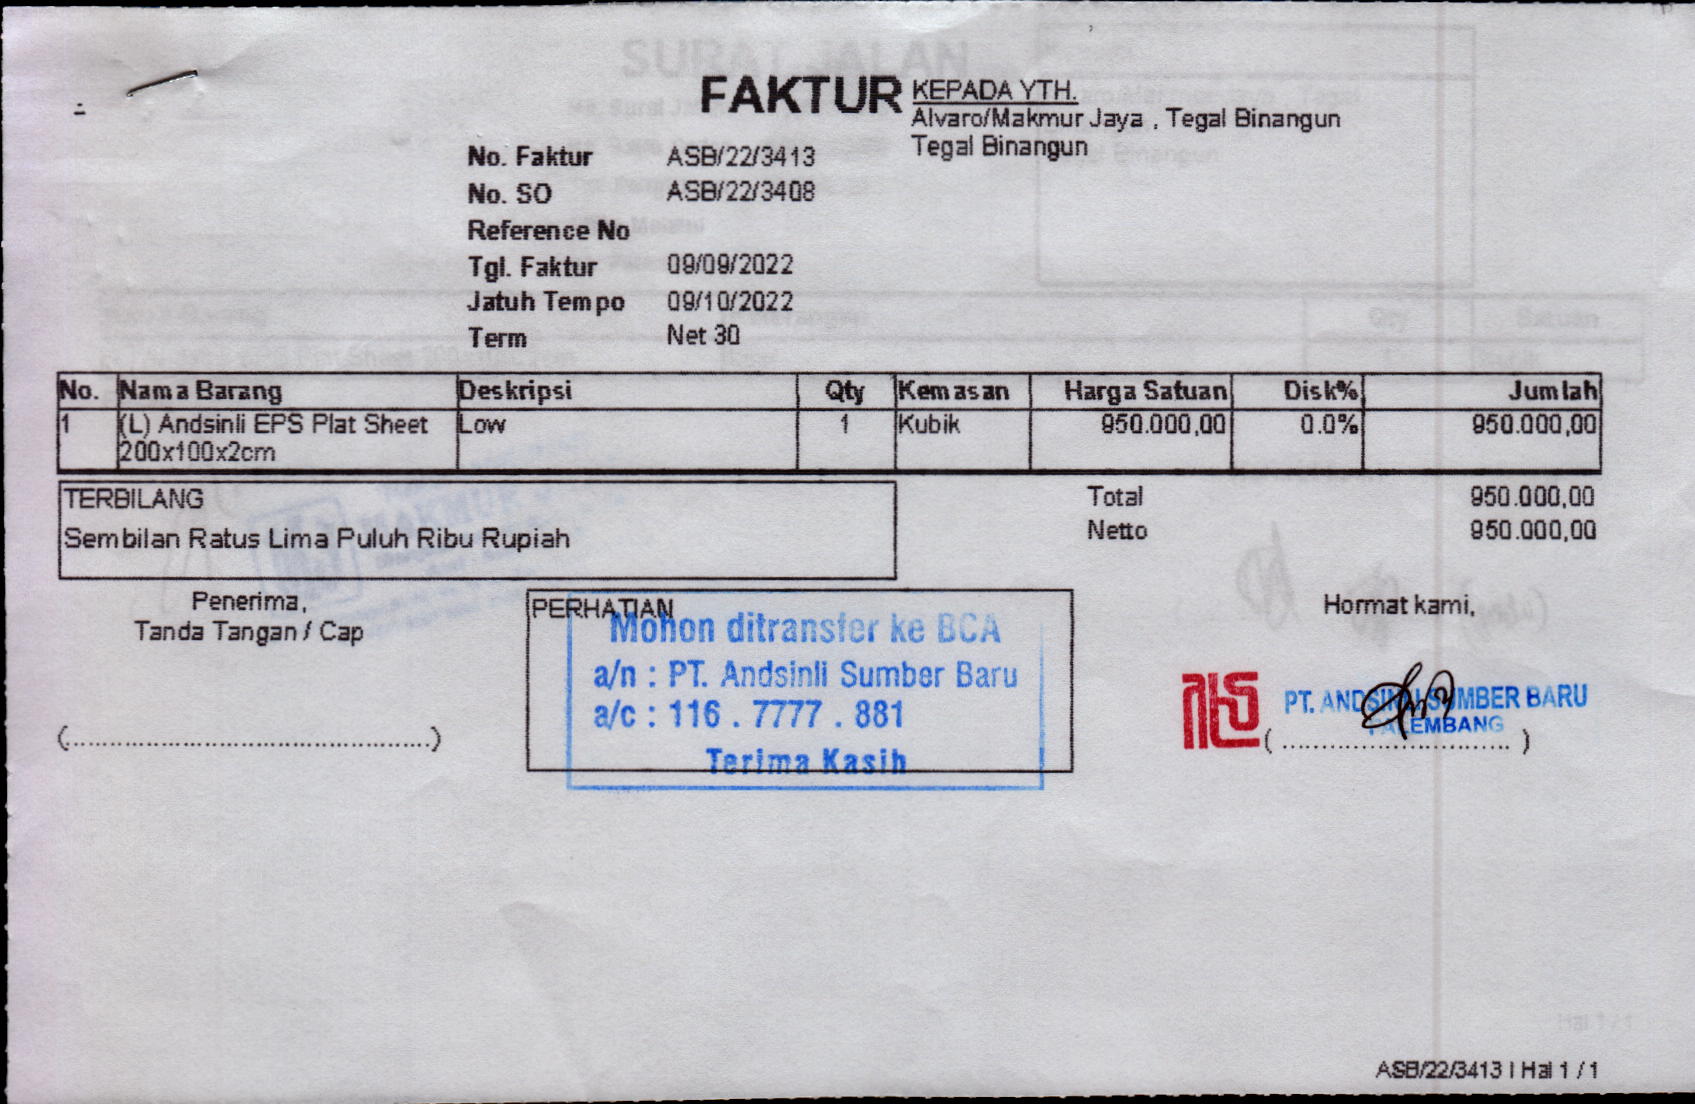 FAKTUR
KEPADA YTH.
Alvaro/Makmur Jaya , Tegal Binangun
Tegal Binangun
No. Faktur ASB/22/3413
No. SO ASB/22/3408
Reference No
Tgl. Faktur 09/09/2022
Jatuh Tempo 09/10/2022
Term Net 30
No. Nama Barang Deskripsi Qty Kemasan Harga Satuan Disk% Jumlah
1 (L) Andsinli EPS Plat Sheet Low 1 Kubik 950.000,00 0.0% 950.000,00
200x100x2cm
TERBILANG
Sembilan Ratus Lima Puluh Ribu Rupiah
Total 950.000,00
Netto 950.000,00
Penerima,
Tanda Tangan / Cap
(................................................)
PERHATIAN
Mohon ditransfer ke BCA
a/n : PT. Andsinli Sumber Baru
a/c : 116 . 7777 . 881
Terima Kasih
Hormat kami,
PT. ANDSINLI SUMBER BARU
PALEMBANG
( .............................. )
ASB/22/3413 | Hal 1 / 1